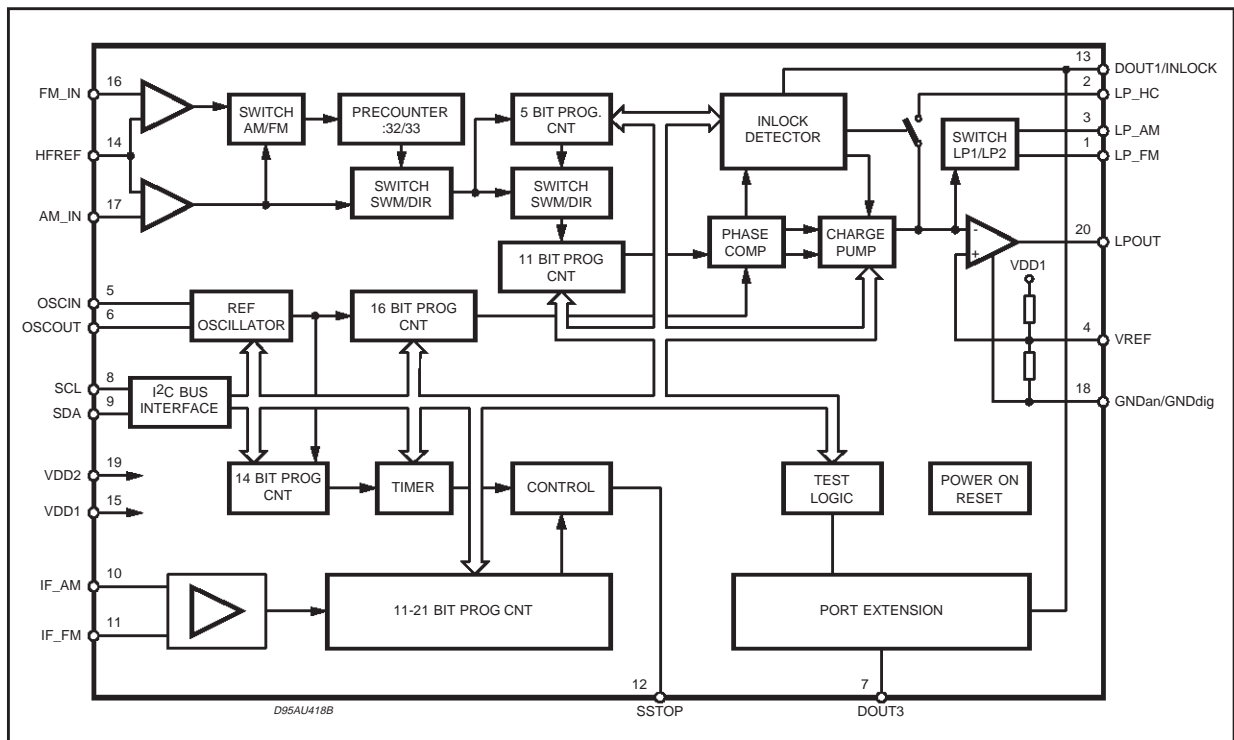 13
DOUT1/INLOCK
16
FM_IN
2
LP_HC
SWITCH
AM/FM
PRECOUNTER
:32/33
5 BIT PROG.
CNT
INLOCK
DETECTOR
SWITCH
LP1/LP2
3
LP_AM
1
LP_FM
14
HFREF
17
AM_IN
SWITCH
SWM/DIR
SWITCH
SWM/DIR
PHASE
COMP
CHARGE
PUMP
-
+
20
LPOUT
11 BIT PROG
CNT
VDD1
5
OSCIN
6
OSCOUT
REF
OSCILLATOR
16 BIT PROG
CNT
4
VREF
8
SCL
9
SDA
I2C BUS
INTERFACE
18
GNDan/GNDdig
19
VDD2
15
VDD1
14 BIT PROG
CNT
TIMER
CONTROL
TEST
LOGIC
POWER ON
RESET
10
IF_AM
11
IF_FM
11-21 BIT PROG CNT
PORT EXTENSION
12
SSTOP
7
DOUT3
D95AU418B